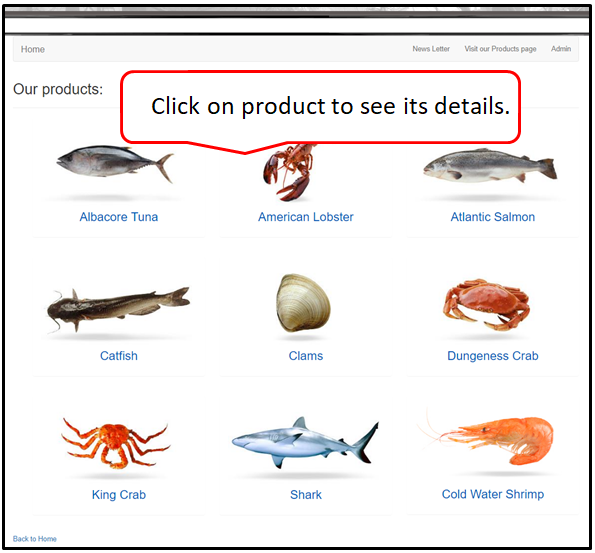 Home News Letter Visit our Products page Admin
Our products:
Click on product to see its details.
Albacore Tuna American Lobster Atlantic Salmon
Catfish Clams Dungeness Crab
King Crab Shark Cold Water Shrimp
Back to Home